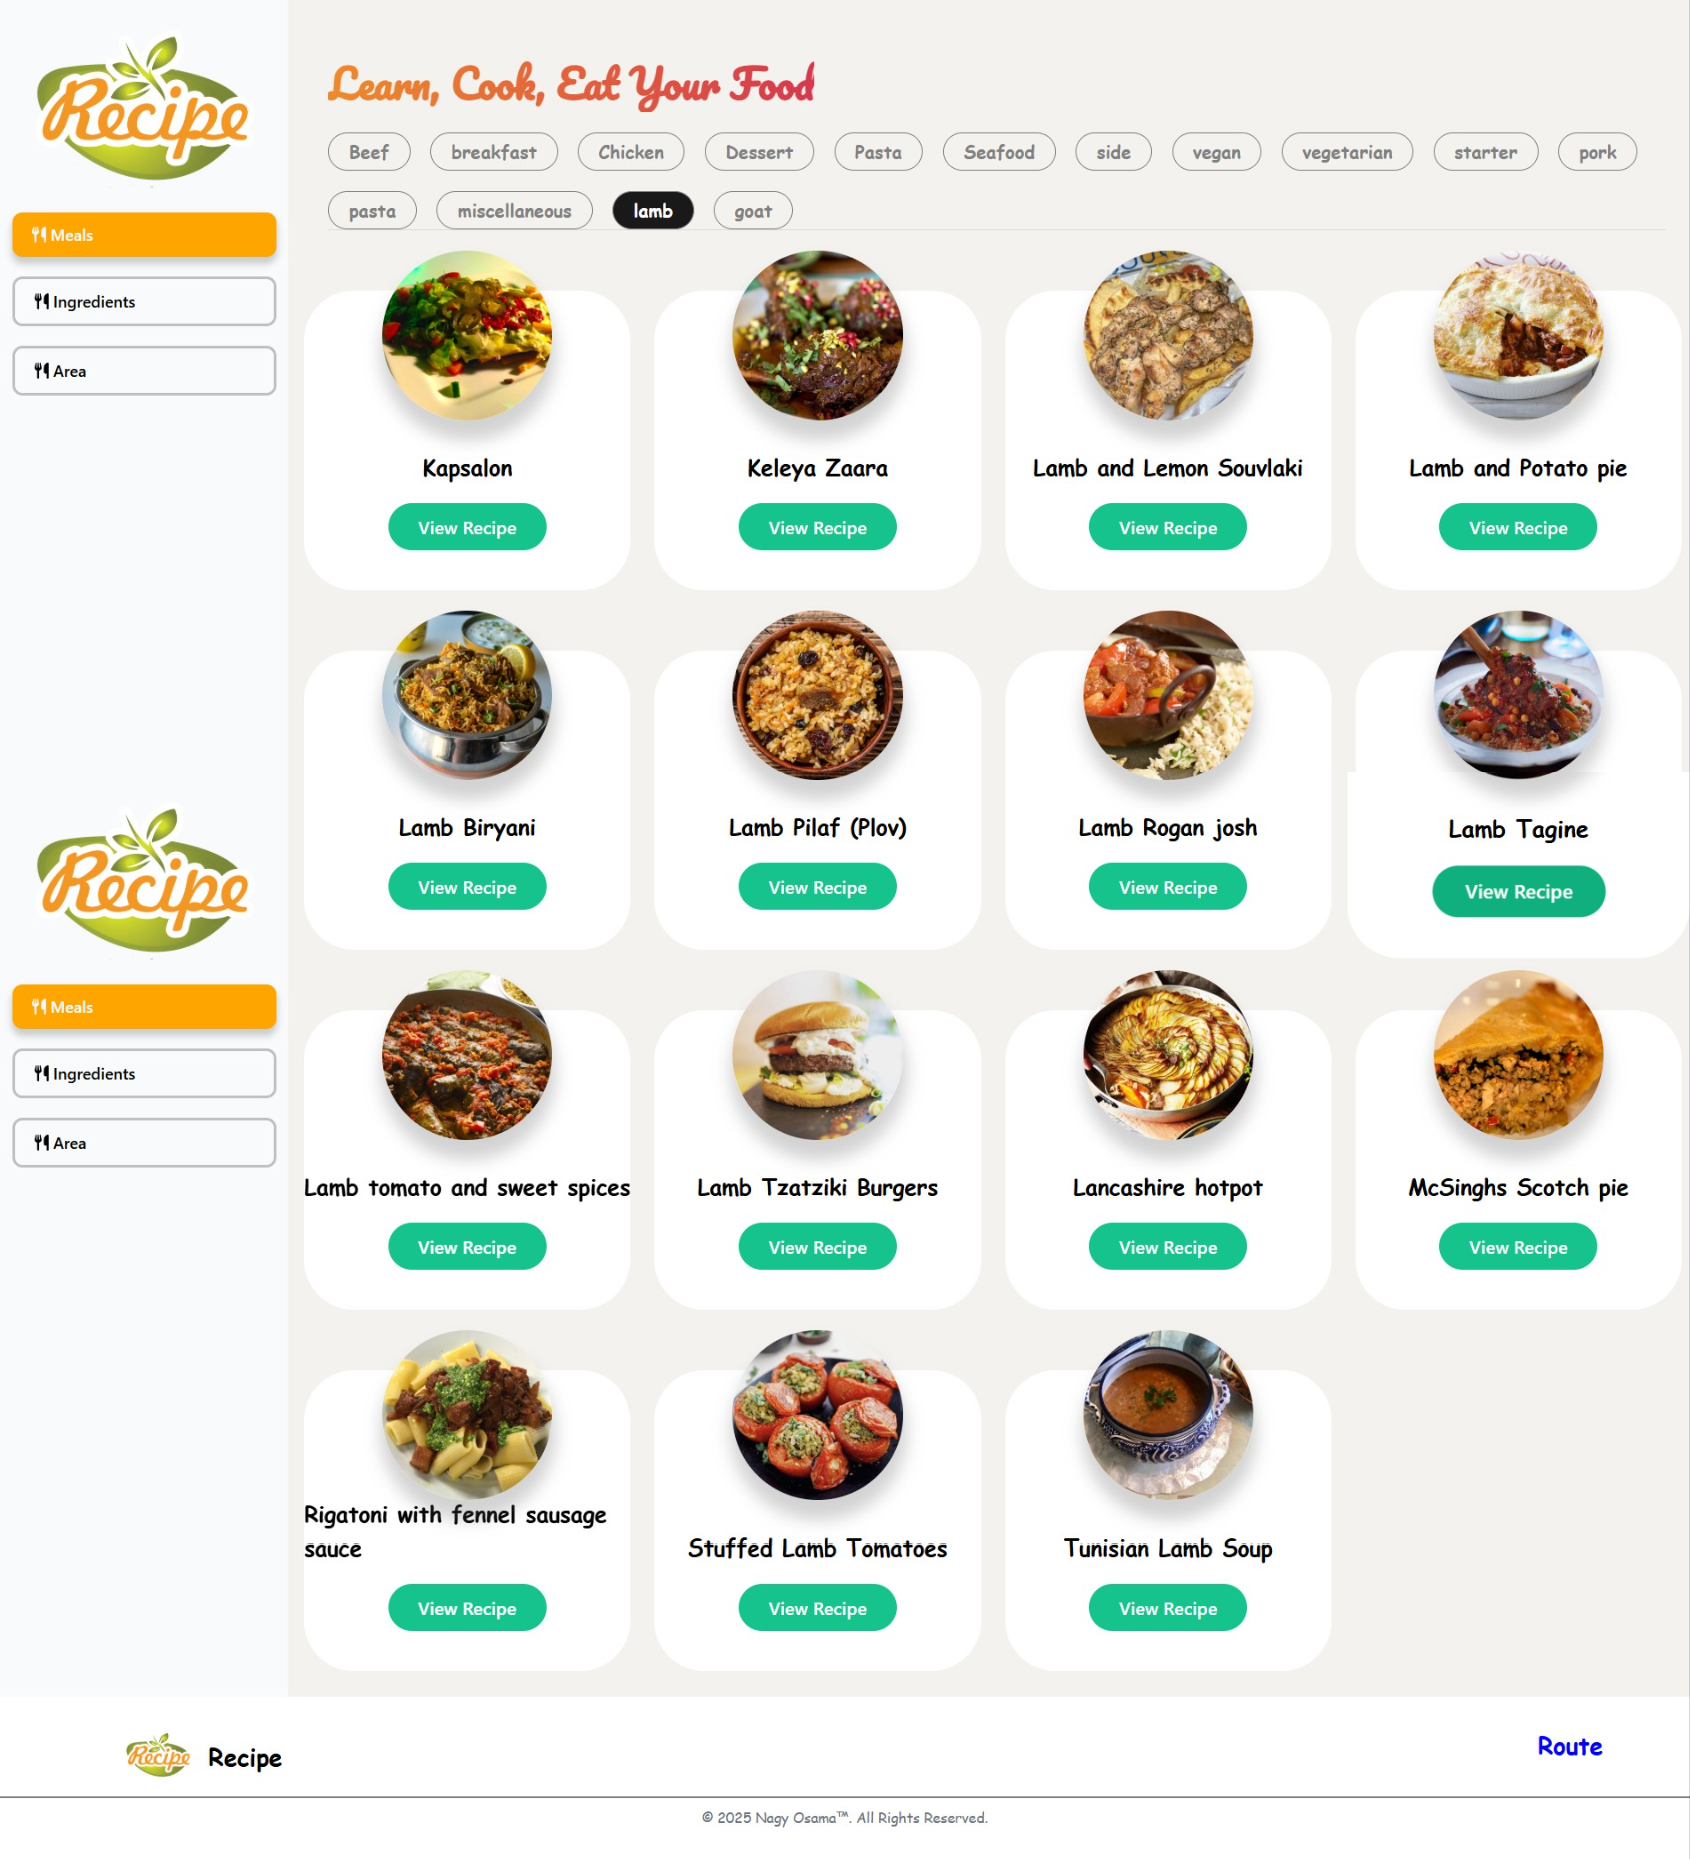 Recipe
Meals
Ingredients
Area
Learn, Cook, Eat Your Food
Beef breakfast Chicken Dessert Pasta Seafood side vegan vegetarian starter pork
pasta miscellaneous lamb goat
Kapsalon Keleya Zaara Lamb and Lemon Souvlaki Lamb and Potato pie
View Recipe View Recipe View Recipe View Recipe
Lamb Biryani Lamb Pilaf (Plov) Lamb Rogan josh Lamb Tagine
View Recipe View Recipe View Recipe View Recipe
Recipe
Meals
Ingredients
Area
Lamb tomato and sweet spices Lamb Tzatziki Burgers Lancashire hotpot McSinghs Scotch pie
View Recipe View Recipe View Recipe View Recipe
Rigatoni with fennel sausage
sauce Stuffed Lamb Tomatoes Tunisian Lamb Soup
View Recipe View Recipe View Recipe
Recipe Recipe Route
© 2025 Nagy Osama™. All Rights Reserved.